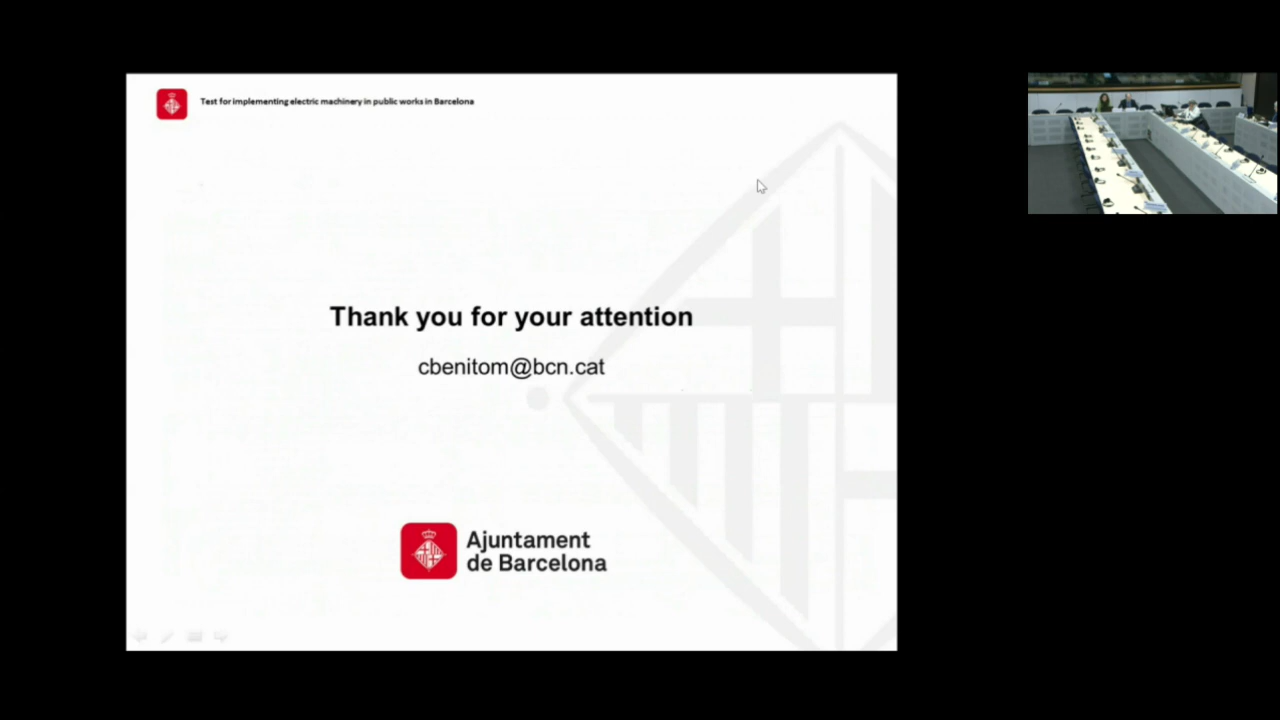 Test for implementing electric machinery in public works in Barcelona
Thank you for your attention
cbenitom@bcn.cat
Ajuntament
de Barcelona